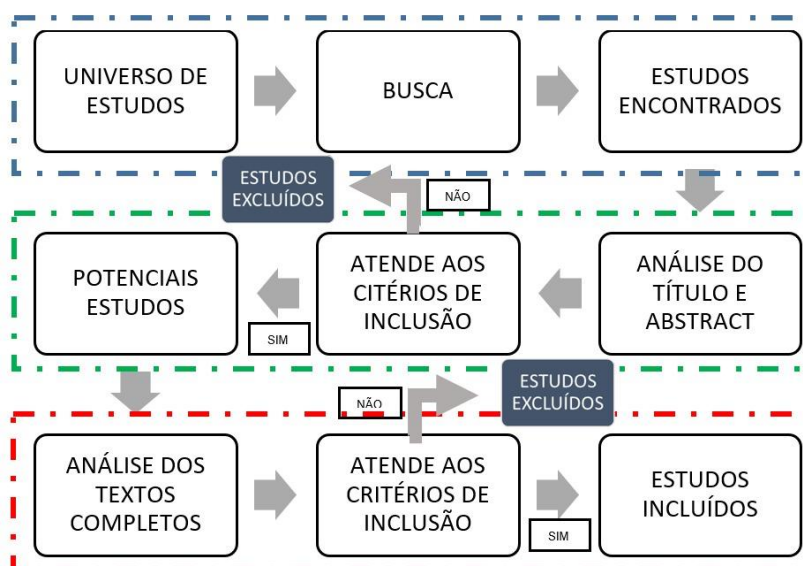 UNIVERSO DE
ESTUDOS
BUSCA
ESTUDOS
ENCONTRADOS
ESTUDOS
EXCLUÍDOS
NÃO
POTENCIAIS
ESTUDOS
SIM
ATENDE AOS
CITÉRIOS DE
INCLUSÃO
ANÁLISE DO
TÍTULO E
ABSTRACT
NÃO
ESTUDOS
EXCLUÍDOS
ANÁLISE DOS
TEXTOS
COMPLETOS
ATENDE AOS
CRITÉRIOS DE
INCLUSÃO
SIM
ESTUDOS
INCLUÍDOS